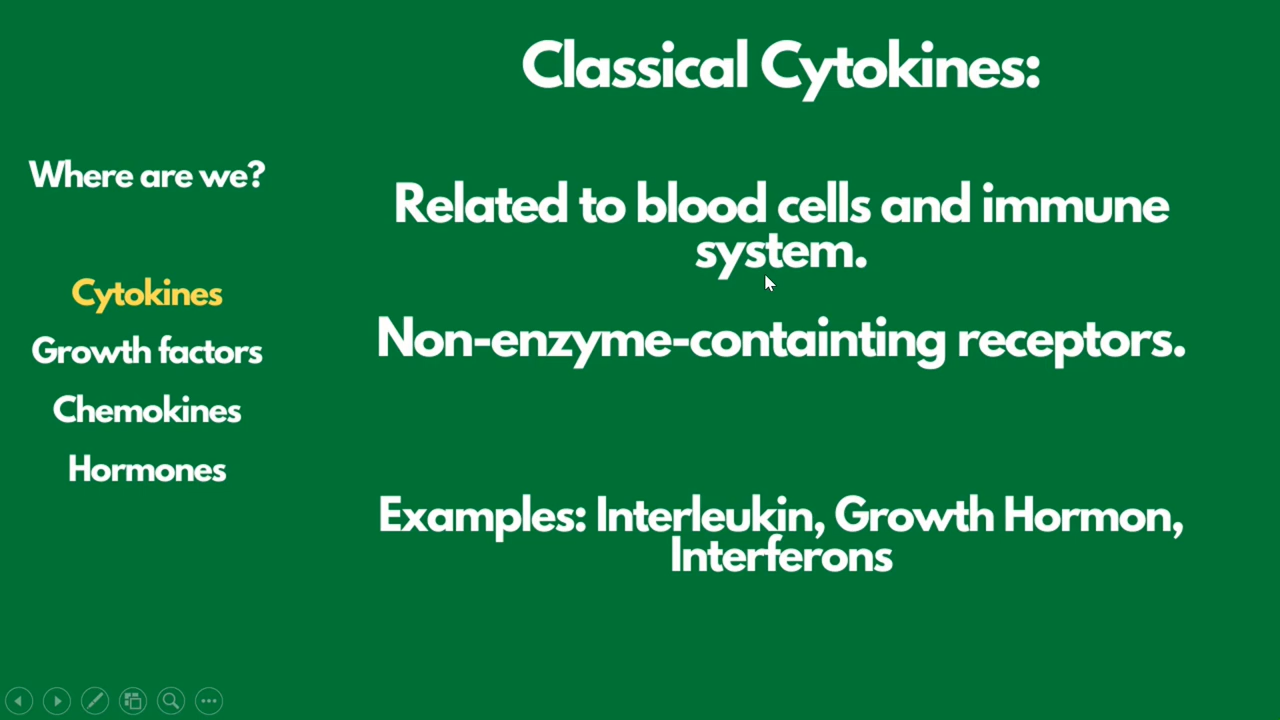 Classical Cytokines:
Where are we?
Cytokines
Growth factors
Chemokines
Hormones
Related to blood cells and immune
system.
Non-enzyme-containting receptors.
Examples: Interleukin, Growth Hormon,
Interferons